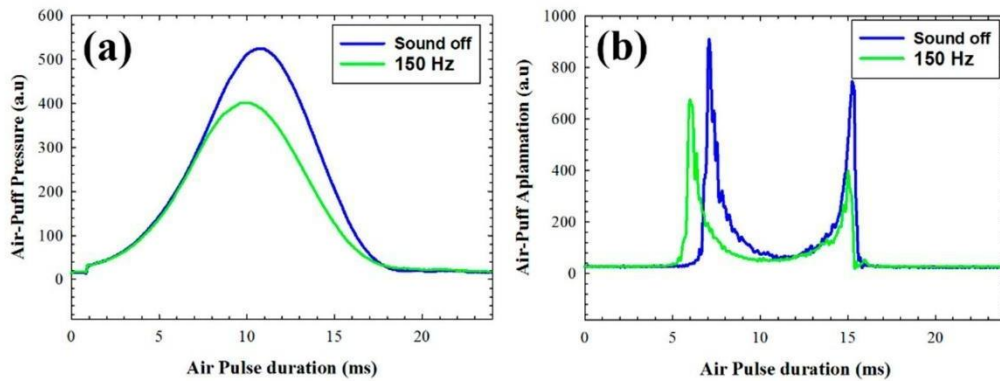 (a)
Sound off
150 Hz
Air-Puff Pressure (a.u)
600
500
400
300
200
100
0
0
5
10
15
20
Air Pulse duration (ms)
(b)
Sound off
150 Hz
Air-Puff Aplannation (a.u)
1000
800
600
400
200
0
0
5
10
15
20
Air Pulse duration (ms)